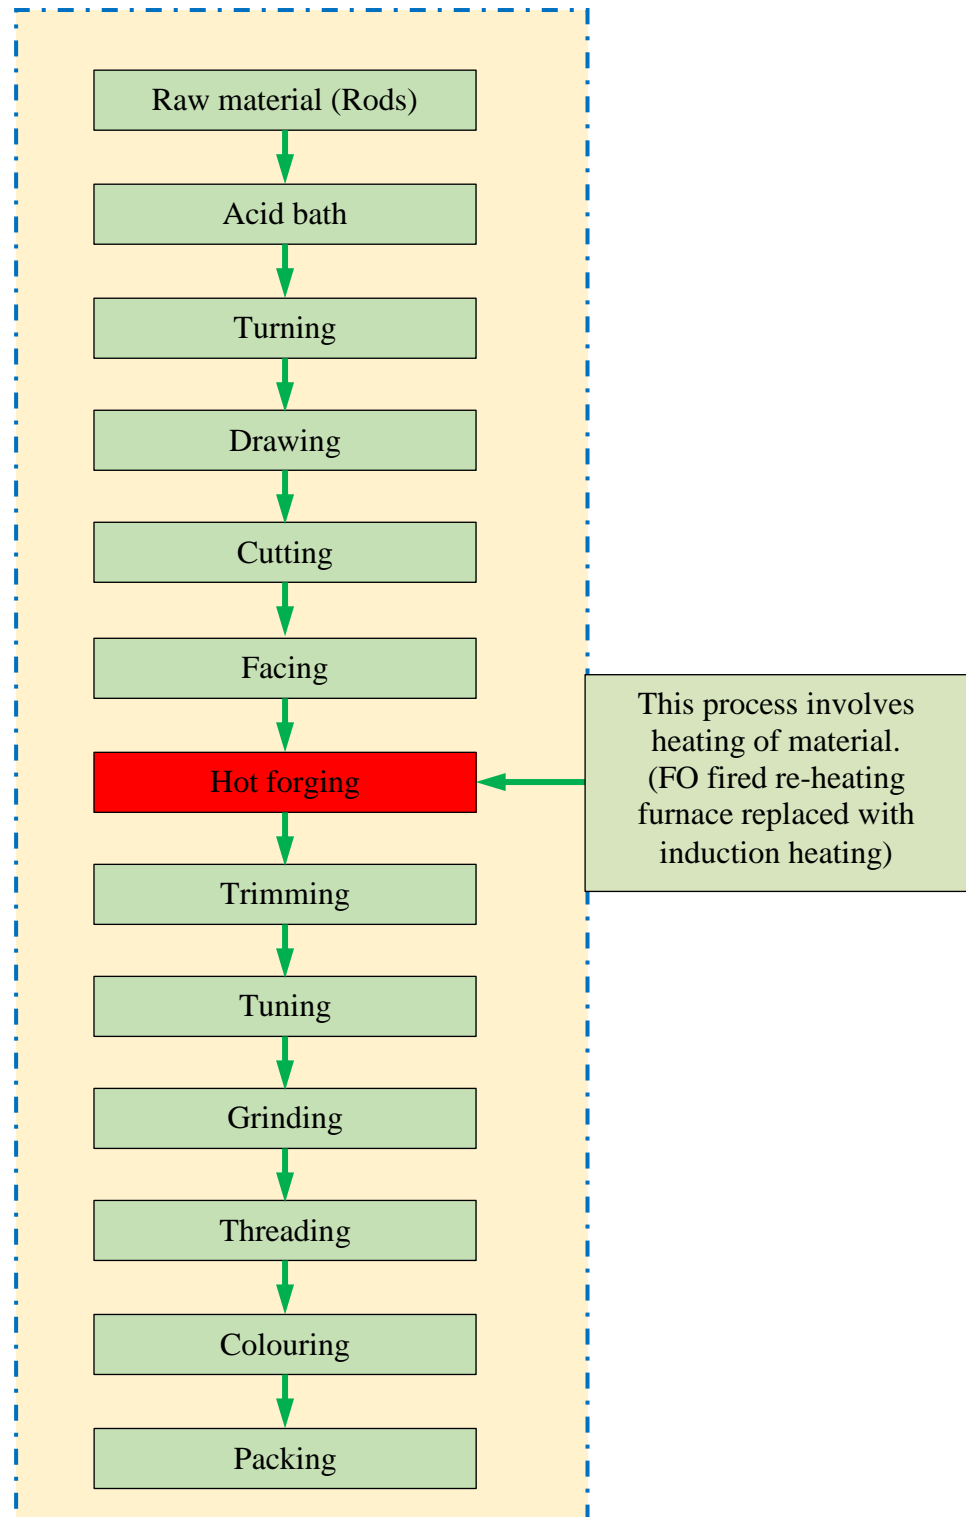 Raw material (Rods)
Acid bath
Turning
Drawing
Cutting
Facing
Hot forging
This process involves
heating of material.
(FO fired re-heating
furnace replaced with
induction heating)
Trimming
Tuning
Grinding
Threading
Colouring
Packing